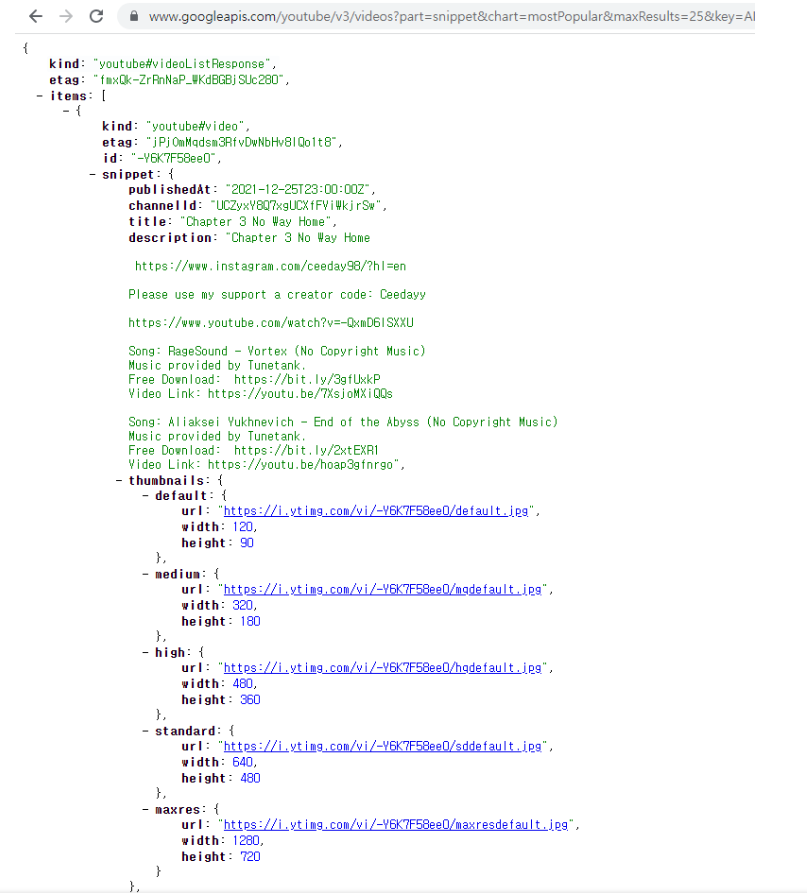 www.googleapis.com/youtube/v3/videos?part=snippet&chart=mostPopular&maxResults=25&key=AI
{
kind: "youtube#videoListResponse",
etag: "fmxQk-ZrRnNaP_WKdBGBjSUc280",
- items: [
- {
kind: "youtube#video",
etag: "jPj0mMqdsm3RfvDwNbHv8IQo1t8",
id: "-Y6K7F58ee0",
- snippet: {
publishedAt: "2021-12-25T23:00:00Z",
channelId: "UCZyxY8Q7xgUCXfFYiWkjrSw",
title: "Chapter 3 No Way Home",
description: "Chapter 3 No Way Home
https://www.instagram.com/ceeday98/?hl=en
Please use my support a creator code: Ceedayy
https://www.youtube.com/watch?v=-QxmD6ISXXU
Song: RageSound - Vortex (No Copyright Music)
Music provided by Tunetank.
Free Download:  https://bit.ly/3gfUxkP
Video Link: https://youtu.be/7XsjoMXiQQs
Song: Aliaksei Yukhnevich - End of the Abyss (No Copyright Music)
Music provided by Tunetank.
Free Download:  https://bit.ly/2xtEXR1
Video Link: https://youtu.be/hoap3gfnrgo",
- thumbnails: {
- default: {
url: "https://i.ytimg.com/vi/-Y6K7F58ee0/default.jpg",
width: 120,
height: 90
},
- medium: {
url: "https://i.ytimg.com/vi/-Y6K7F58ee0/mqdefault.jpg",
width: 320,
height: 180
},
- high: {
url: "https://i.ytimg.com/vi/-Y6K7F58ee0/hqdefault.jpg",
width: 480,
height: 360
},
- standard: {
url: "https://i.ytimg.com/vi/-Y6K7F58ee0/sddefault.jpg",
width: 640,
height: 480
},
- maxres: {
url: "https://i.ytimg.com/vi/-Y6K7F58ee0/maxresdefault.jpg",
width: 1280,
height: 720
}
},